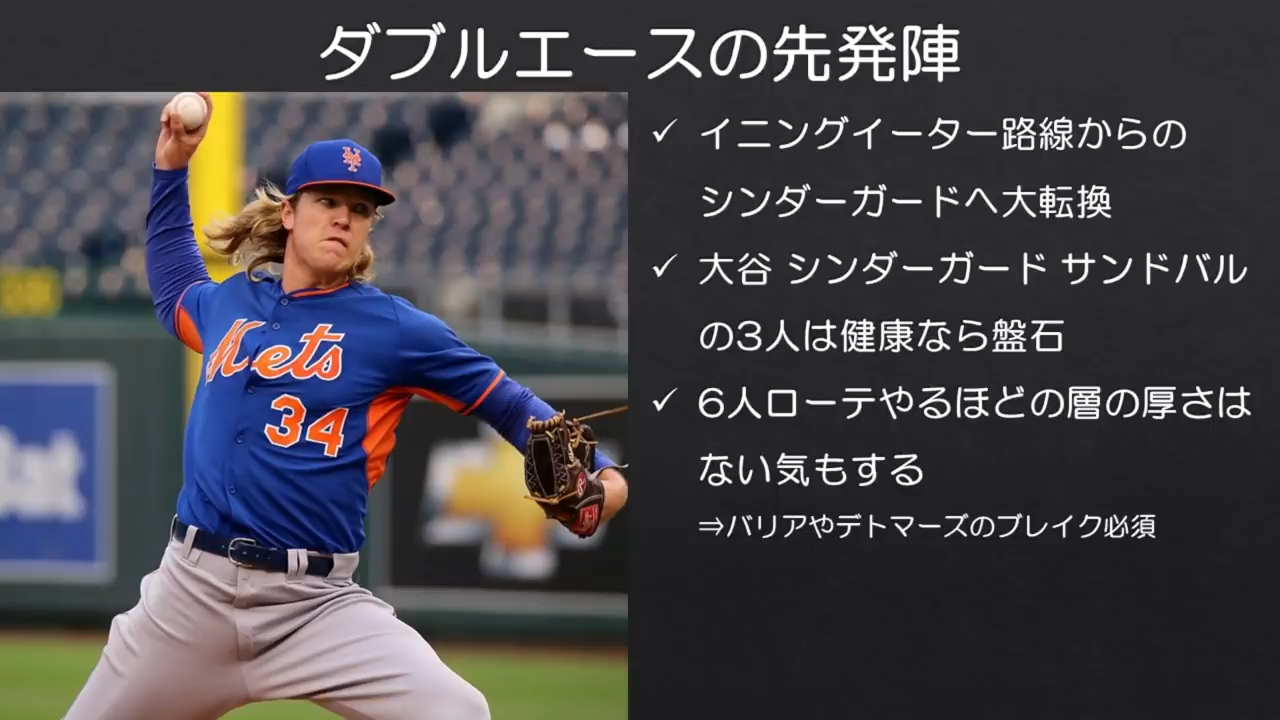 ダブルエースの先発陣
✓ イニングイーター路線からの
シンダーガードへ大転換
✓ 大谷 シンダーガード サンドバル
の3人は健康なら盤石
✓ 6人ローテやるほどの層の厚さは
ない気もする
⇒バリアやデトマーズのブレイク必須
NY
Mets
34